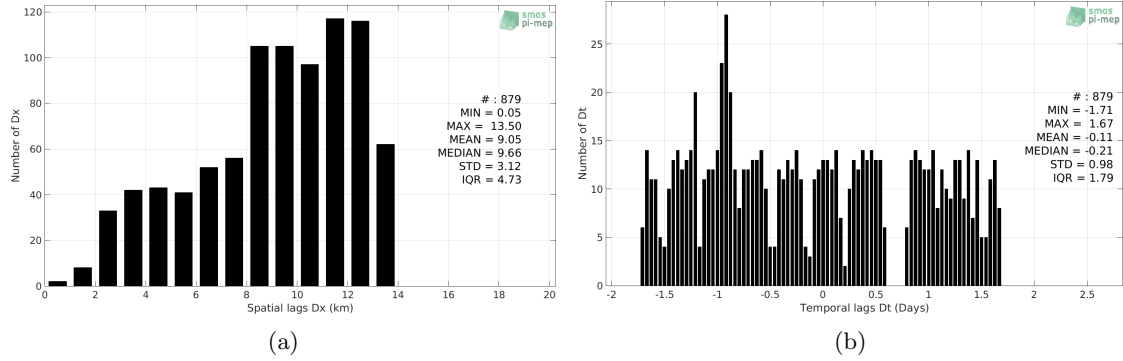 120
100
80
60
40
20
0
Number of Dx
0 2 4 6 8 10 12 14 16 18 20
Spatial lags Dx (km)
smos
pi-mep
# : 879
MIN = 0.05
MAX = 13.50
MEAN = 9.05
MEDIAN = 9.66
STD = 3.12
IQR = 4.73
(a)
25
20
15
10
5
0
Number of Dt
-2 -1.5 -1 -0.5 0 0.5 1 1.5 2 2.5
Temporal lags Dt (Days)
smos
pi-mep
# : 879
MIN = -1.71
MAX = 1.67
MEAN = -0.11
MEDIAN = -0.21
STD = 0.98
IQR = 1.79
(b)